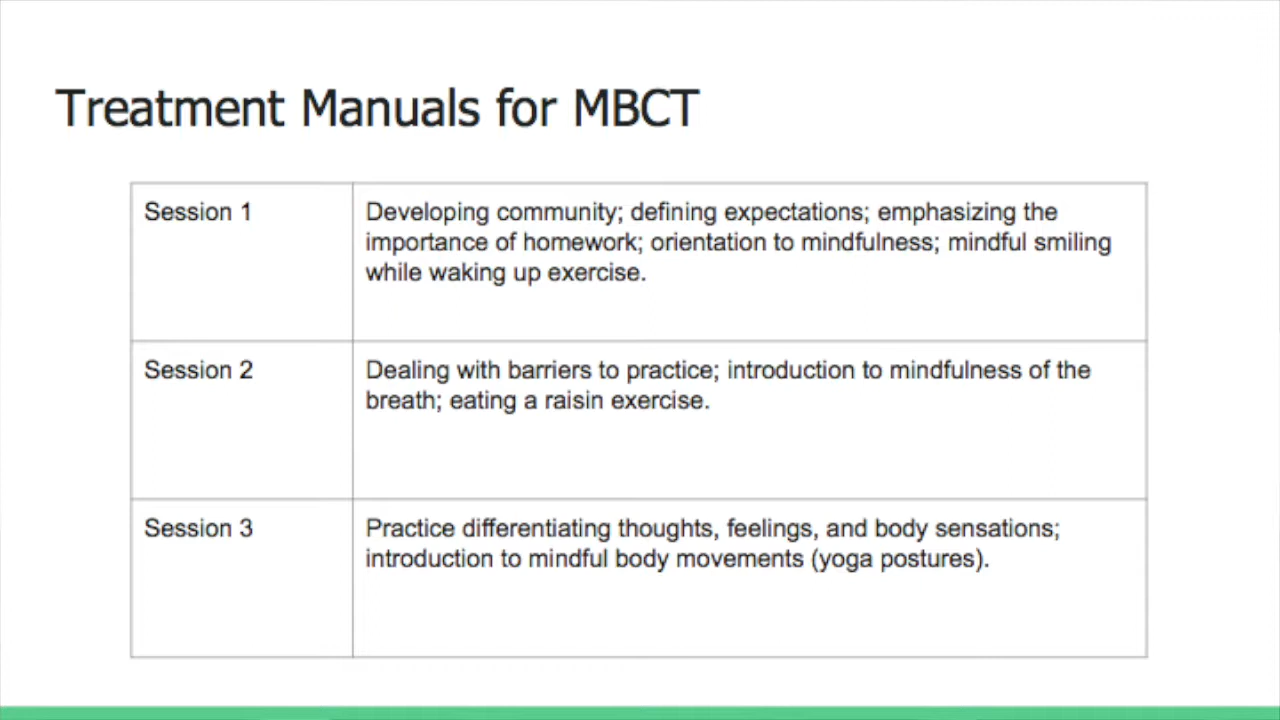 Treatment Manuals for MBCT
Session 1
Developing community; defining expectations; emphasizing the
importance of homework; orientation to mindfulness; mindful smiling
while waking up exercise.
Session 2
Dealing with barriers to practice; introduction to mindfulness of the
breath; eating a raisin exercise.
Session 3
Practice differentiating thoughts, feelings, and body sensations;
introduction to mindful body movements (yoga postures).